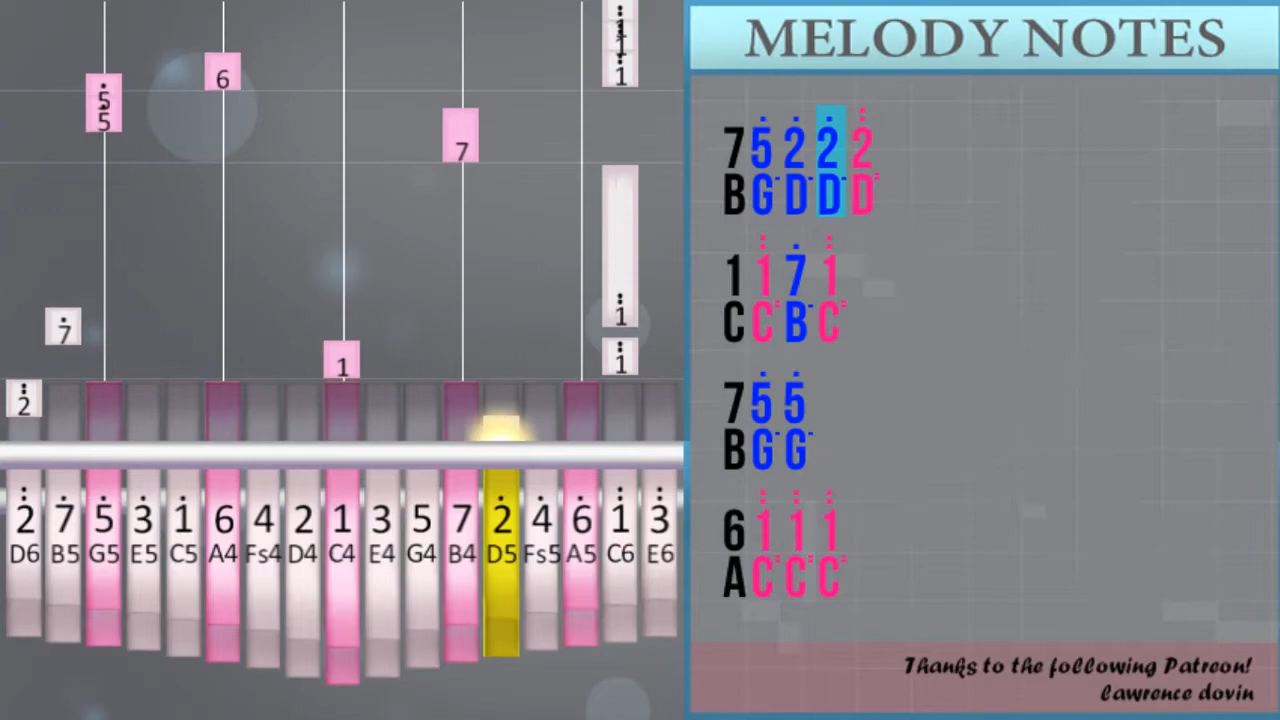 MELODY NOTES
7 5̇ 2̇ 2̇ 2̈
B G˙ D˙ D˙ D¨
1 1̈ 7̇ 1̈
C C¨ B˙ C¨
7 5̇ 5̇
B G˙ G˙
6 1̈ 1̈ 1̈
A C¨ C¨ C¨
1̈
1̈
1̈
6
5̇
5̇
7
1̈
7̇
1̈
1
2̈
2̈ 7̇ 5̇ 3̇ 1̇ 6 4 2 1 3 5 7 2̇ 4̇ 6̇ 1̈ 3̈
D6 B5 G5 E5 C5 A4 Fs4 D4 C4 E4 G4 B4 D5 Fs5 A5 C6 E6
Thanks to the following Patreon!
lawrence dovin